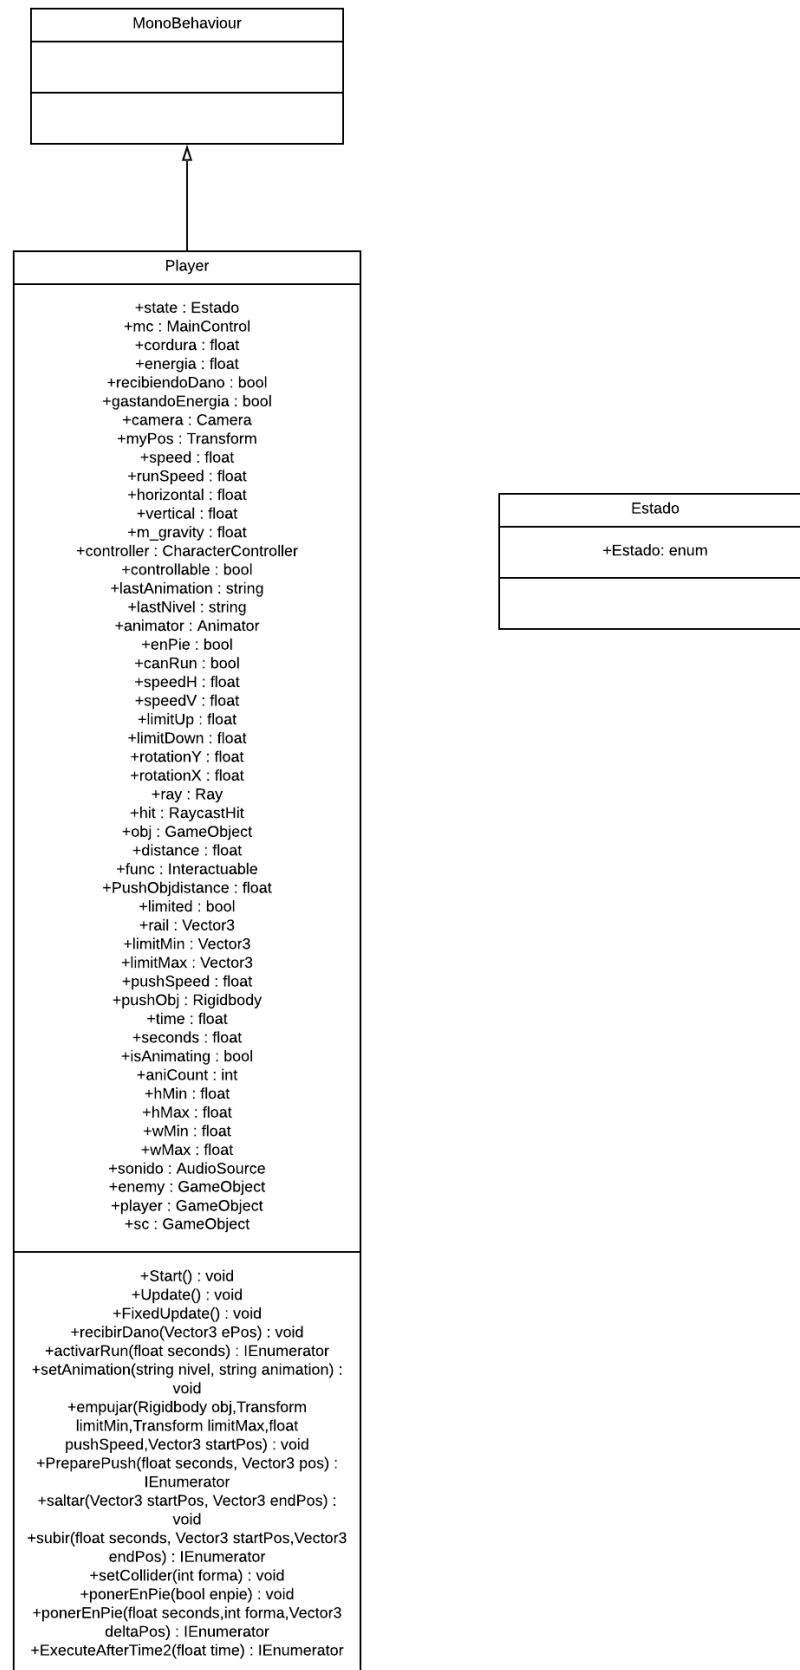 MonoBehaviour
Player
+state : Estado
+mc : MainControl
+cordura : float
+energia : float
+recibiendoDano : bool
+gastandoEnergia : bool
+camera : Camera
+myPos : Transform
+speed : float
+runSpeed : float
+horizontal : float
+vertical : float
+m_gravity : float
+controller : CharacterController
+controllable : bool
+lastAnimation : string
+lastNivel : string
+animator : Animator
+enPie : bool
+canRun : bool
+speedH : float
+speedV : float
+limitUp : float
+limitDown : float
+rotationY : float
+rotationX : float
+ray : Ray
+hit : RaycastHit
+obj : GameObject
+distance : float
+func : Interactuable
+PushObjdistance : float
+limited : bool
+rail : Vector3
+limitMin : Vector3
+limitMax : Vector3
+pushSpeed : float
+pushObj : Rigidbody
+time : float
+seconds : float
+isAnimating : bool
+aniCount : int
+hMin : float
+hMax : float
+wMin : float
+wMax : float
+sonido : AudioSource
+enemy : GameObject
+player : GameObject
+sc : GameObject
+Start() : void
+Update() : void
+FixedUpdate() : void
+recibirDano(Vector3 ePos) : void
+activarRun(float seconds) : IEnumerator
+setAnimation(string nivel, string animation) :
void
+empujar(Rigidbody obj,Transform
limitMin,Transform limitMax,float
pushSpeed,Vector3 startPos) : void
+PreparePush(float seconds, Vector3 pos) :
IEnumerator
+saltar(Vector3 startPos, Vector3 endPos) :
void
+subir(float seconds, Vector3 startPos,Vector3
endPos) : IEnumerator
+setCollider(int forma) : void
+ponerEnPie(bool enpie) : void
+ponerEnPie(float seconds,int forma,Vector3
deltaPos) : IEnumerator
+ExecuteAfterTime2(float time) : IEnumerator
Estado
+Estado: enum